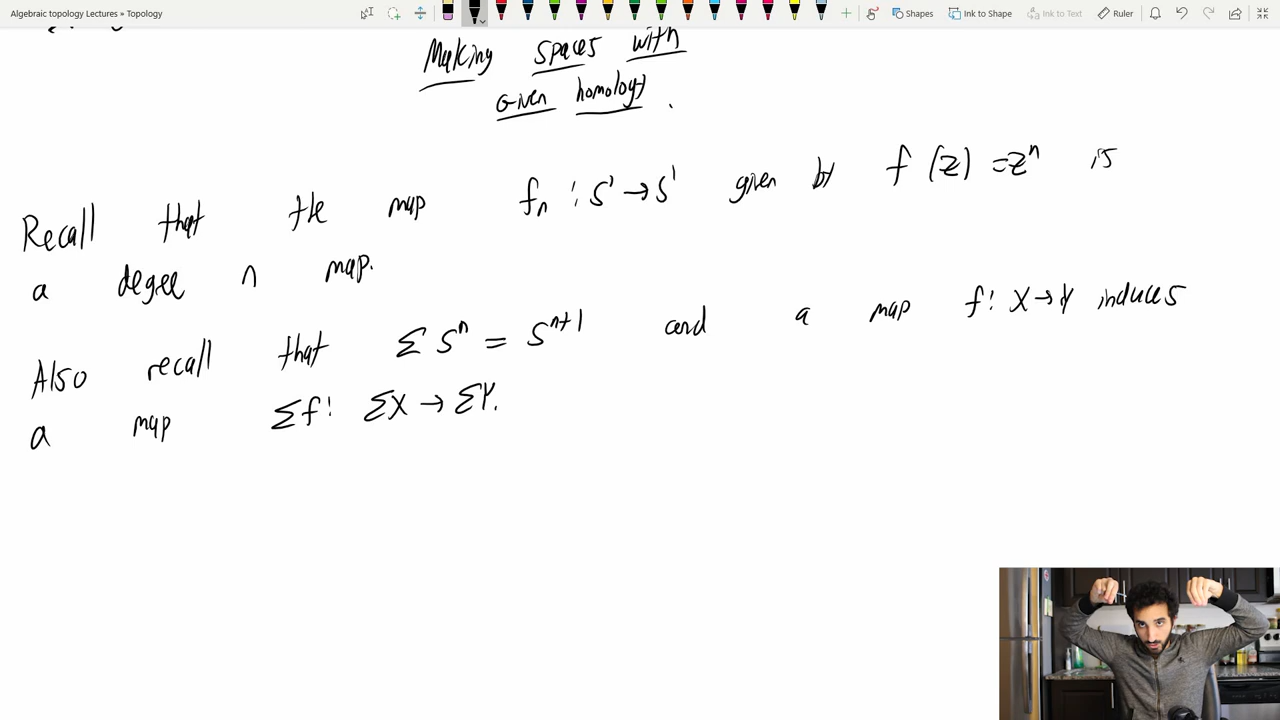 Algebraic topology Lectures » Topology
Shapes
Ink to Shape
Ink to Text
Ruler
Making spaces with
Given homology.
Recall that the map fₙ : S¹ → S¹ given by f(z) = zⁿ is
a degee n map.
Also recall that Σ Sⁿ = Sⁿ⁺¹ and a map f: X → Y induces
a map Σf: ΣX → ΣY.